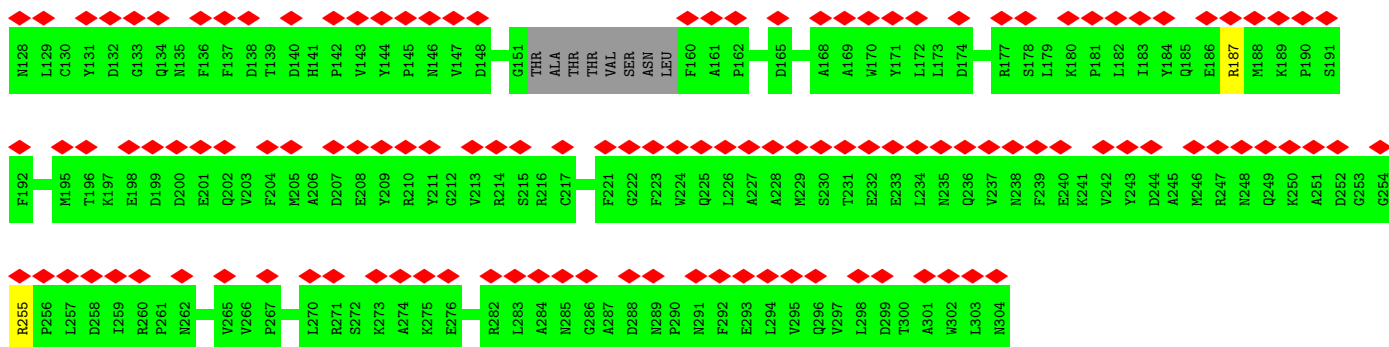 N128 L129 C130 Y131 D132 G133 Q134 N135 F136 F137 D138 T139 D140 H141 P142 V143 Y144 P145 N146 V147 D148 G151 THR ALA THR THR VAL SER ASN LEU F160 A161 P162 D165 A168 A169 W170 Y171 L172 L173 D174 R177 S178 L179 K180 P181 L182 I183 Y184 Q185 E186 R187 M188 K189 P190 S191
F192 M195 T196 K197 E198 D199 D200 E201 Q202 V203 F204 M205 A206 D207 E208 Y209 R210 Y211 G212 V213 R214 S215 R216 C217 F221 G222 F223 W224 Q225 L226 A227 A228 M229 S230 T231 E232 E233 L234 N235 Q236 V237 N238 F239 E240 K241 V242 Y243 D244 A245 M246 R247 N248 Q249 K250 A251 D252 G253 G254
R255 P256 L257 D258 I259 R260 P261 N262 V265 V266 P267 L270 R271 S272 K273 A274 K275 E276 R282 L283 A284 N285 G286 A287 D288 N289 P290 N291 F292 E293 L294 V295 Q296 V297 L298 D299 T300 A301 W302 L303 N304